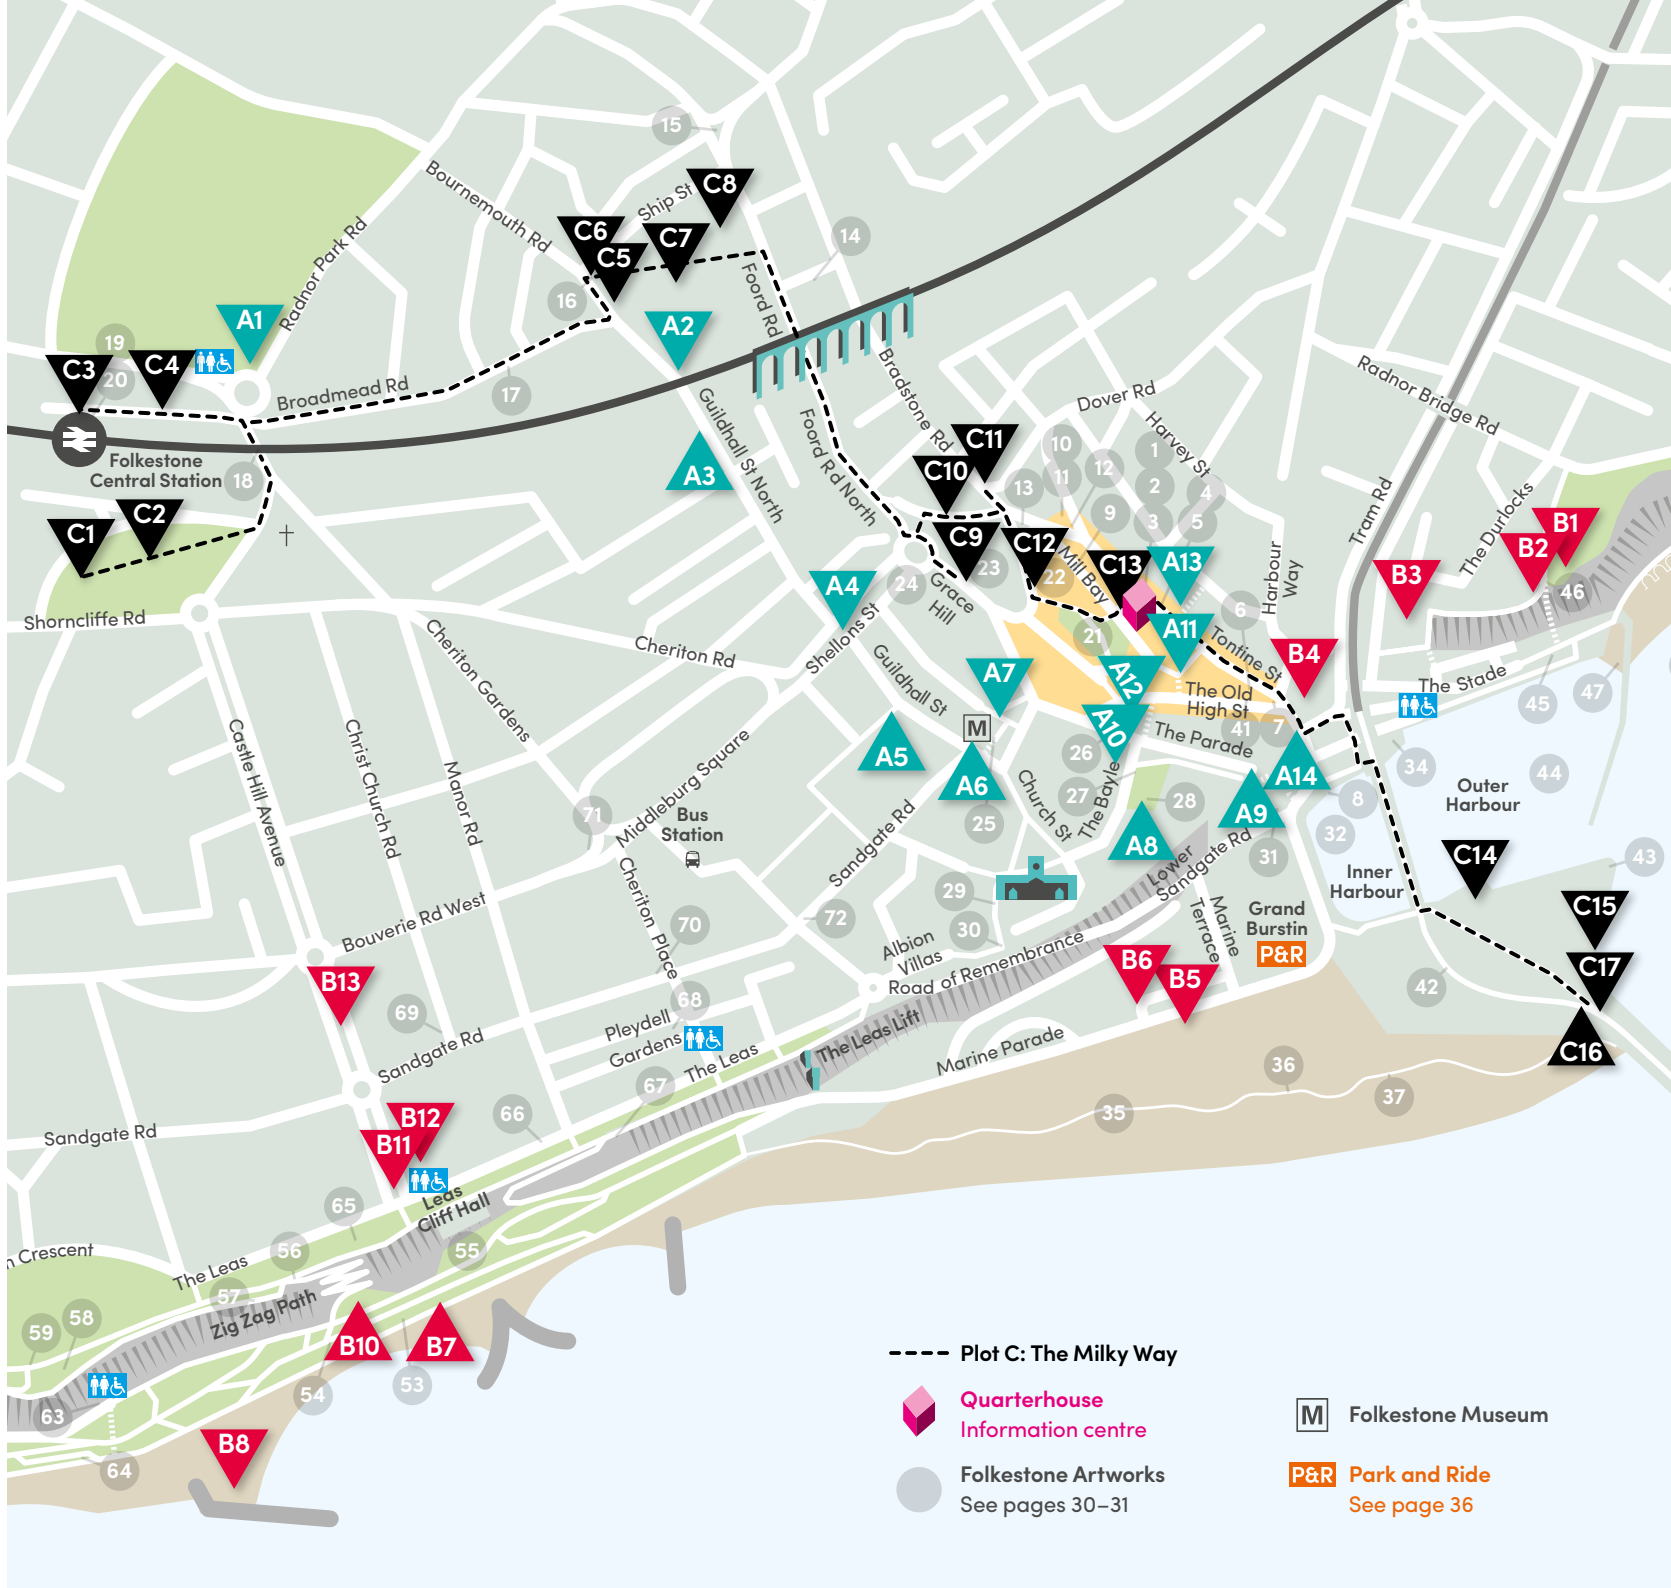 15
Bournemouth Rd
Ship St
C8
C6
C5
C7
14
Radnor Park Rd
Foord Rd
16
A1
A2
19
20
C3
C4
Broadmead Rd
17
Guildhall St North
Bradstone Rd
Dover Rd
Radnor Bridge Rd
Folkestone
Central Station
18
A3
Foord Rd North
C11
C10
Harvey St
10
11
12
13
1
2
3
4
5
9
C1
C2
C9
23
C12
22
Mill Bay
C13
A13
Harbour
Way
Tram Rd
The Durlocks
B1
B2
B3
46
24
A4
Grace
Hill
Shorncliffe Rd
Cheriton Gardens
Cheriton Rd
Shellons St
21
A11
6
Tontine St
B4
Guildhall St
A7
A12
The Old
High St
The Stade
45
47
Castle Hill Avenue
Christ Church Rd
Manor Rd
Middleburg Square
M
A5
A6
A10
41
7
The Parade
26
A14
34
44
Outer
Harbour
71
Bus
Station
25
Church St
27
The Bayle
28
A8
A9
8
32
31
Sandgate Rd
Lower
Sandgate Rd
Inner
Harbour
C14
43
Cheriton Place
29
30
72
70
Bouverie Rd West
Albion
Villas
Marine
Terrace
Grand
Burstin
P&R
C15
C17
C16
42
B13
69
Road of Remembrance
B6
B5
68
Pleydell
Gardens
The Leas
The Leas Lift
Marine Parade
Sandgate Rd
67
66
36
37
35
Sandgate Rd
B12
B11
65
Leas
Cliff Hall
n Crescent
The Leas
56
55
57
Zig Zag Path
59
58
B10
B7
54
53
63
64
B8
Plot C: The Milky Way
Quarterhouse
Information centre
M
Folkestone Museum
Folkestone Artworks
See pages 30–31
P&R
Park and Ride
See page 36